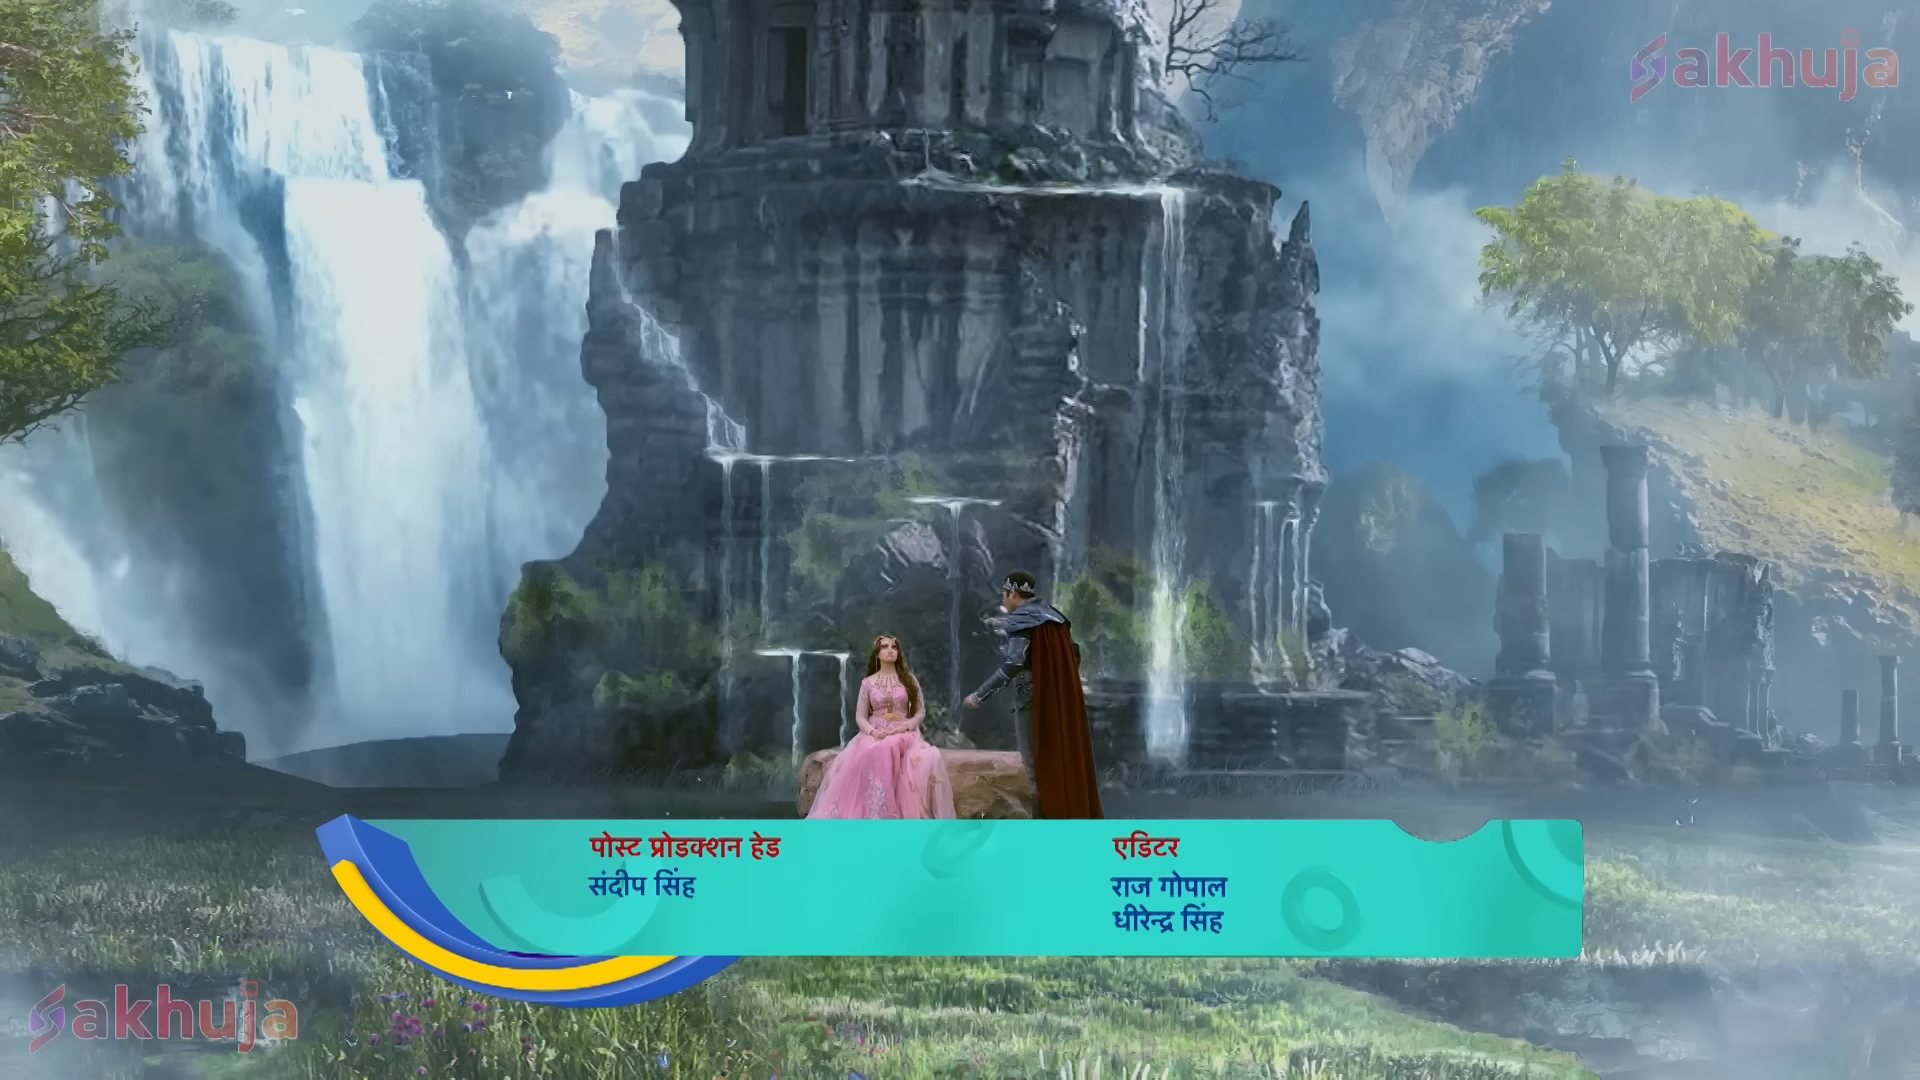 Sakhuja
पोस्ट प्रोडक्शन हेड
संदीप सिंह
एडिटर
राज गोपाल
धीरेन्द्र सिंह
Sakhuja